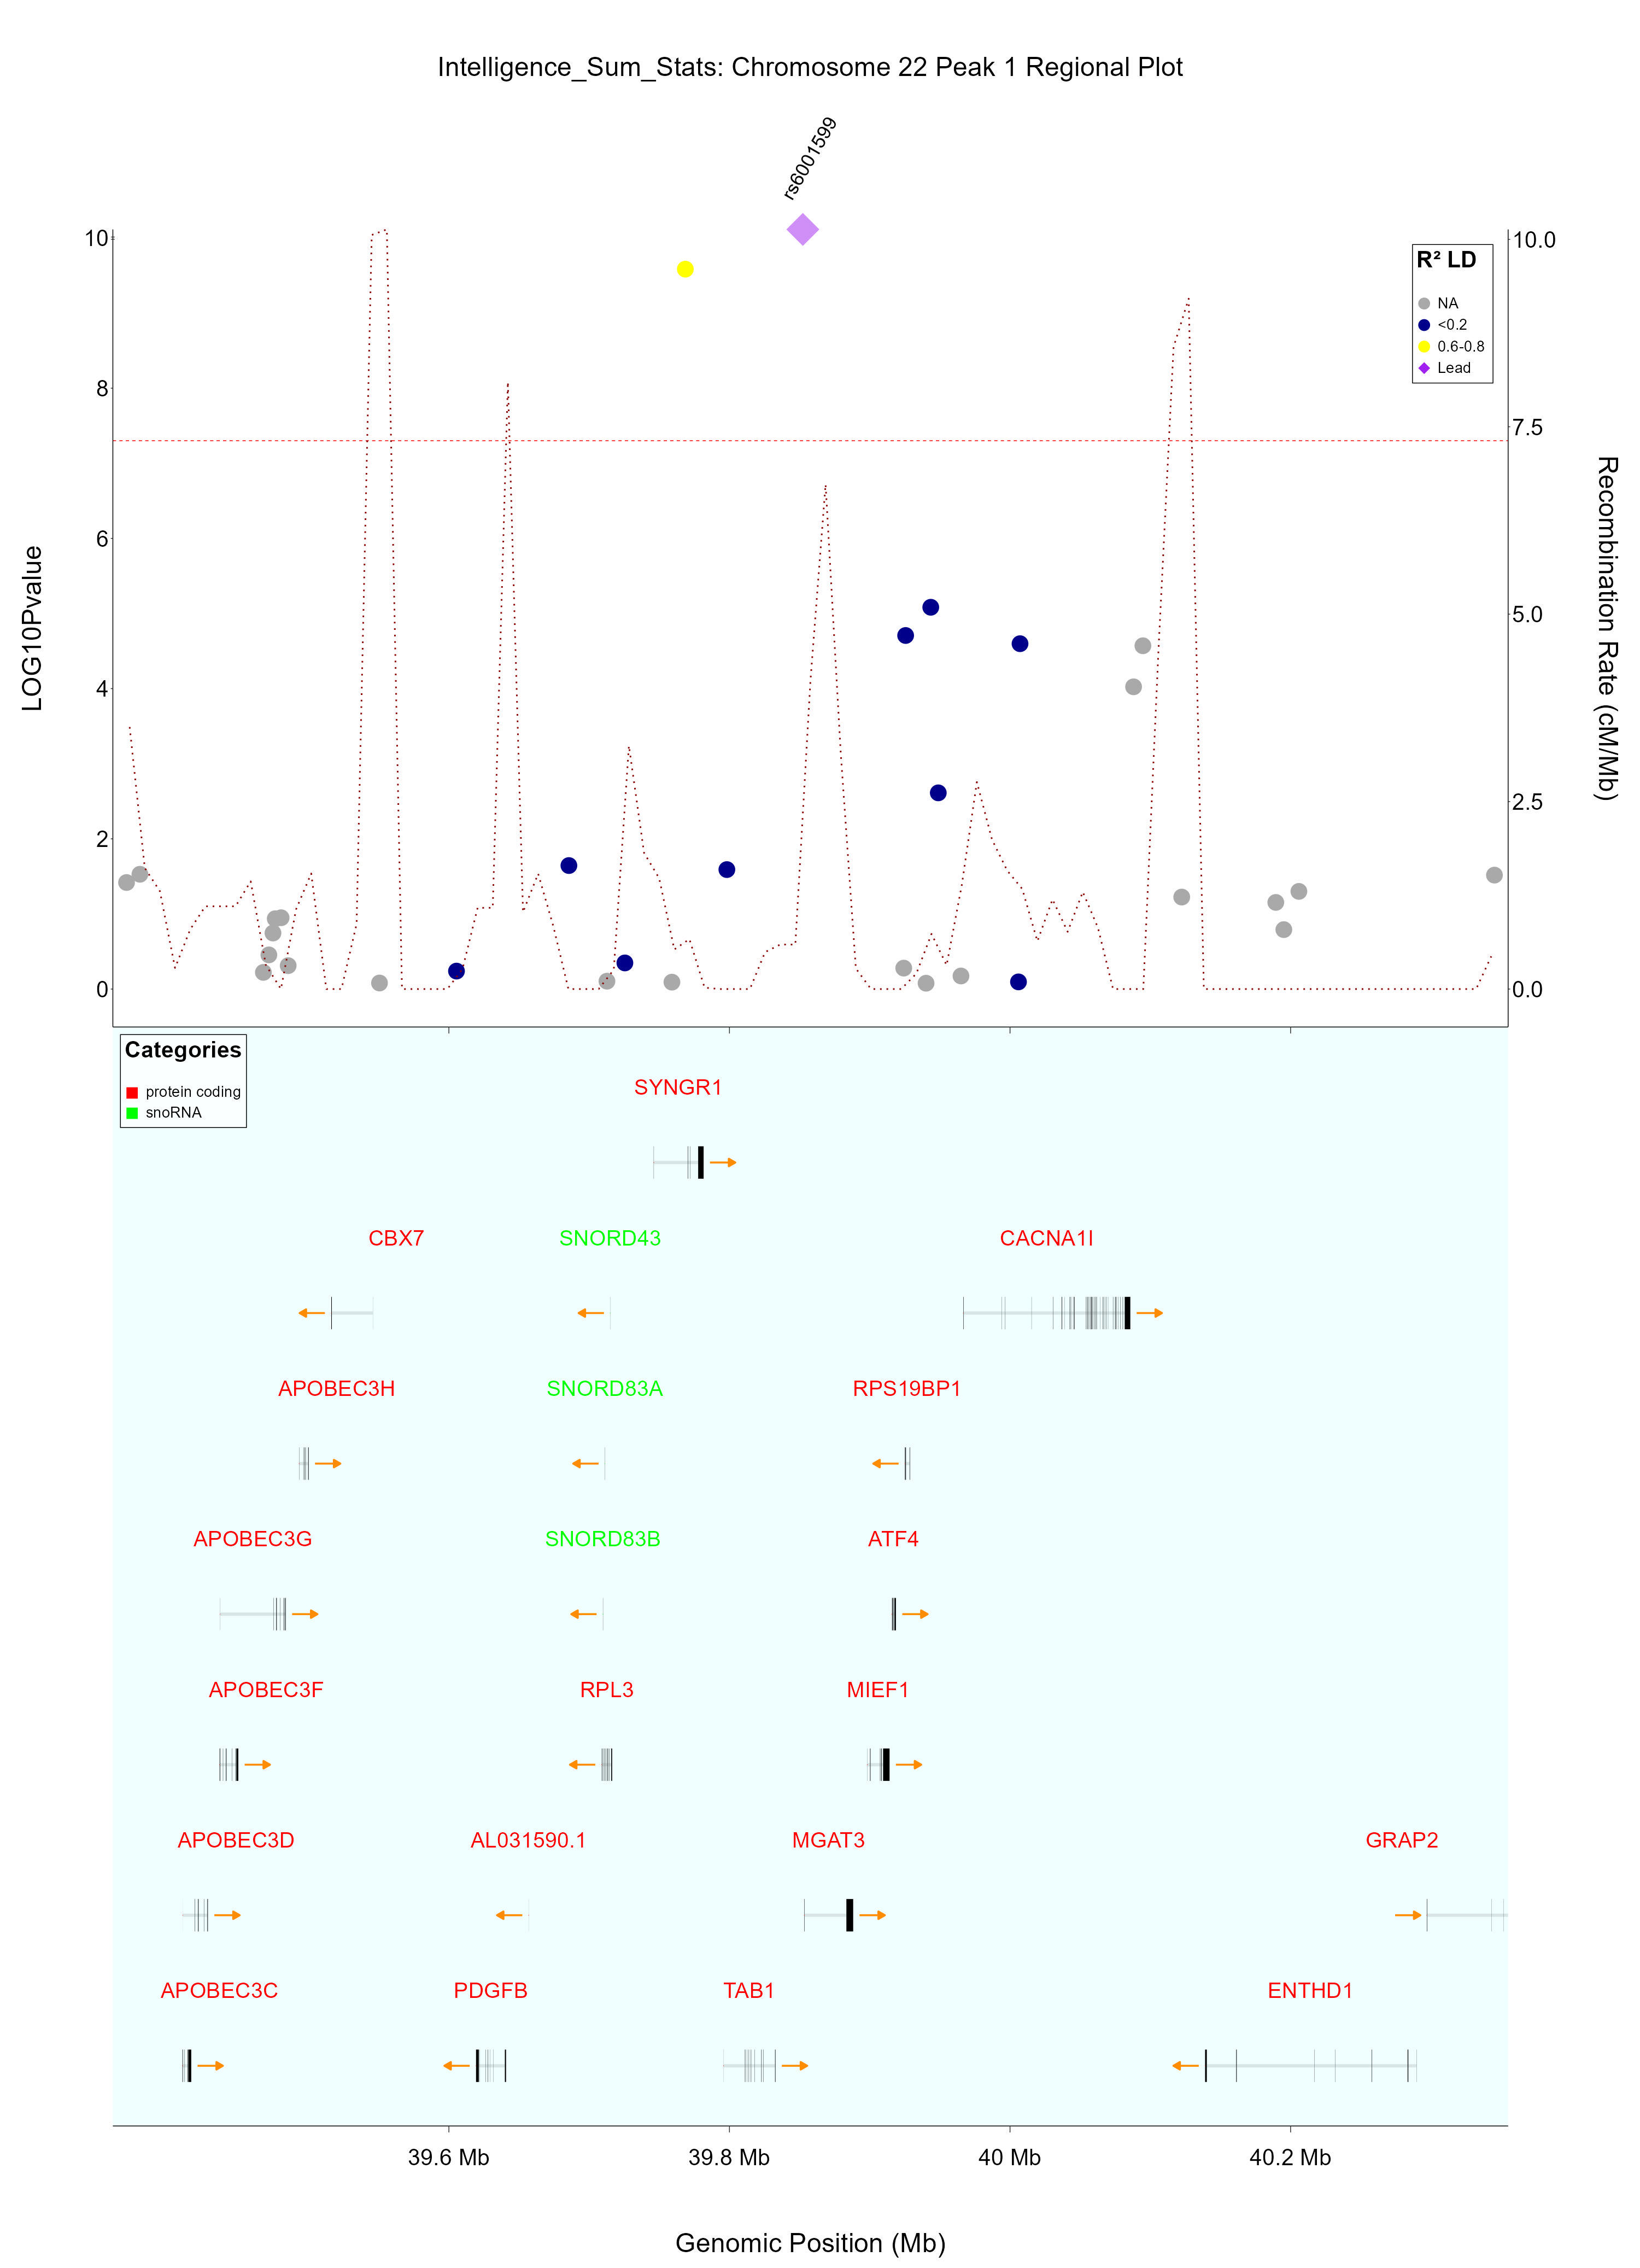 Intelligence_Sum_Stats: Chromosome 22 Peak 1 Regional Plot
rs6001599
10
8
6
4
2
0
LOG10Pvalue
10.0
7.5
5.0
2.5
0.0
Recombination Rate (cM/Mb)
R² LD
NA
<0.2
0.6-0.8
Lead
Categories
protein coding
snoRNA
SYNGR1
CBX7 SNORD43 CACNA1I
APOBEC3H SNORD83A RPS19BP1
APOBEC3G SNORD83B ATF4
APOBEC3F RPL3 MIEF1
APOBEC3D AL031590.1 MGAT3 GRAP2
APOBEC3C PDGFB TAB1 ENTHD1
39.6 Mb 39.8 Mb 40 Mb 40.2 Mb
Genomic Position (Mb)